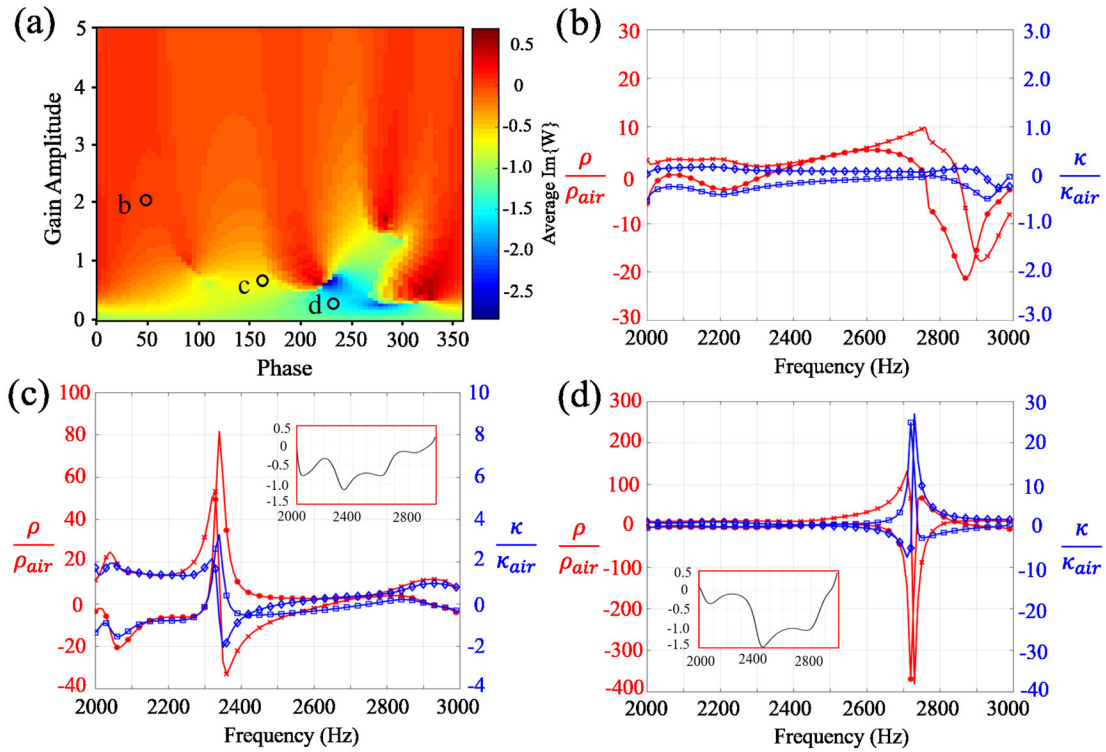 (a)
5
4
3
2
1
0
Gain Amplitude
b
c
d
0 50 100 150 200 250 300 350
Phase
0.5
0
-0.5
-1.0
-1.5
-2.0
-2.5
Average Im{W}
(b)
30
20
10
0
-10
-20
-30
ρ
ρair
3.0
2.0
1.0
0
-1.0
-2.0
-3.0
κ
κair
2000 2200 2400 2600 2800 3000
Frequency (Hz)
(c)
100
80
60
40
20
0
-20
-40
ρ
ρair
10
8
6
4
2
0
-2
-4
κ
κair
0.5
0
-0.5
-1.0
-1.5
2000 2400 2800
2000 2200 2400 2600 2800 3000
Frequency (Hz)
(d)
300
200
100
0
-100
-200
-300
-400
ρ
ρair
30
20
10
0
-10
-20
-30
-40
κ
κair
0.5
0
-0.5
-1.0
-1.5
2000 2400 2800
2000 2200 2400 2600 2800 3000
Frequency (Hz)